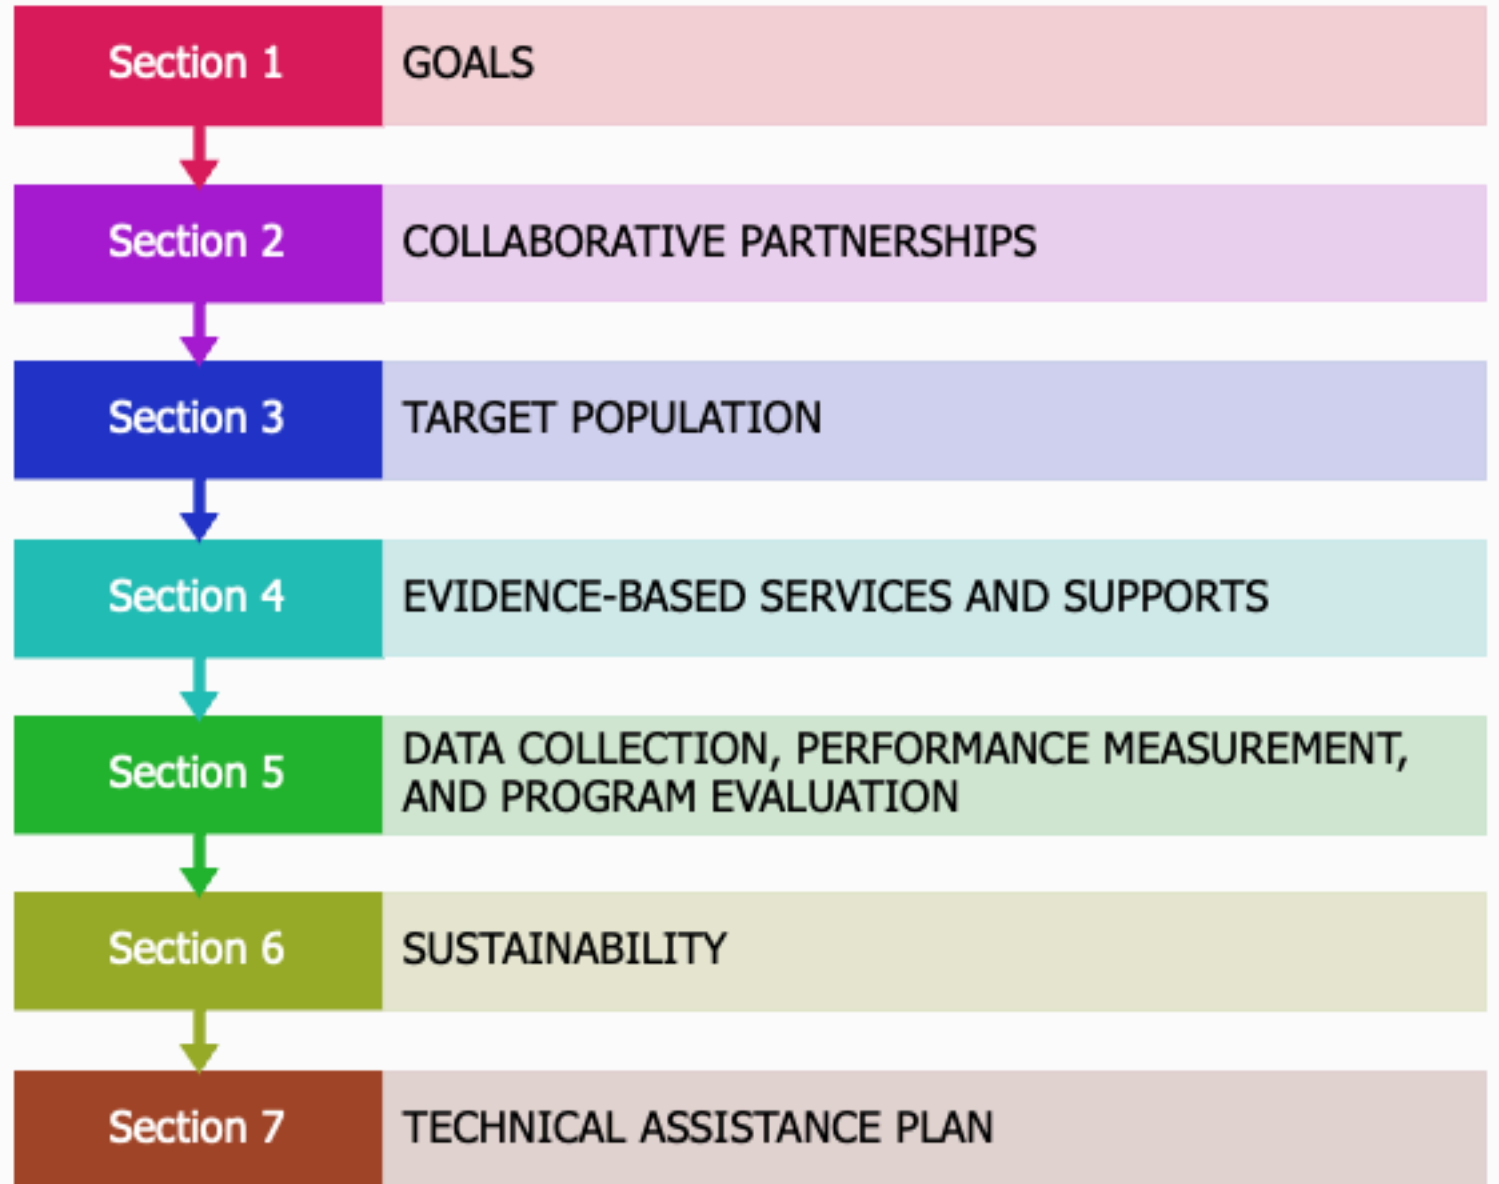 Section 1 GOALS
Section 2 COLLABORATIVE PARTNERSHIPS
Section 3 TARGET POPULATION
Section 4 EVIDENCE-BASED SERVICES AND SUPPORTS
Section 5 DATA COLLECTION, PERFORMANCE MEASUREMENT,
AND PROGRAM EVALUATION
Section 6 SUSTAINABILITY
Section 7 TECHNICAL ASSISTANCE PLAN